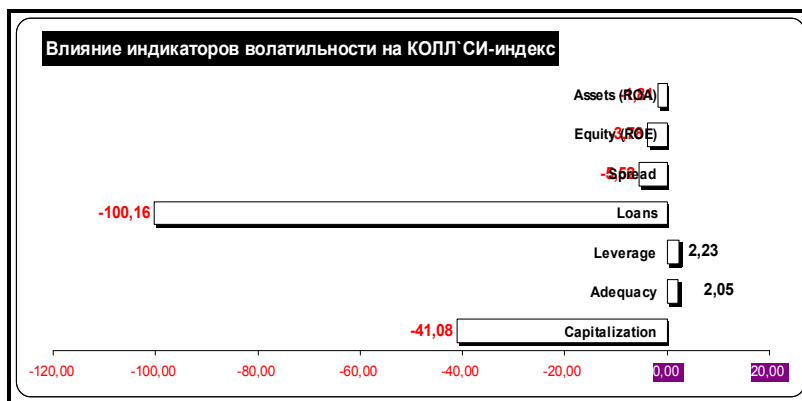 Влияние индикаторов волатильности на КОЛЛ`СИ-индекс
Assets (ROA)
Equity (ROE)
Spread
-100,16 Loans
Leverage 2,23
Adequacy 2,05
-41,08 Capitalization
-120,00 -100,00 -80,00 -60,00 -40,00 -20,00 0,00 20,00